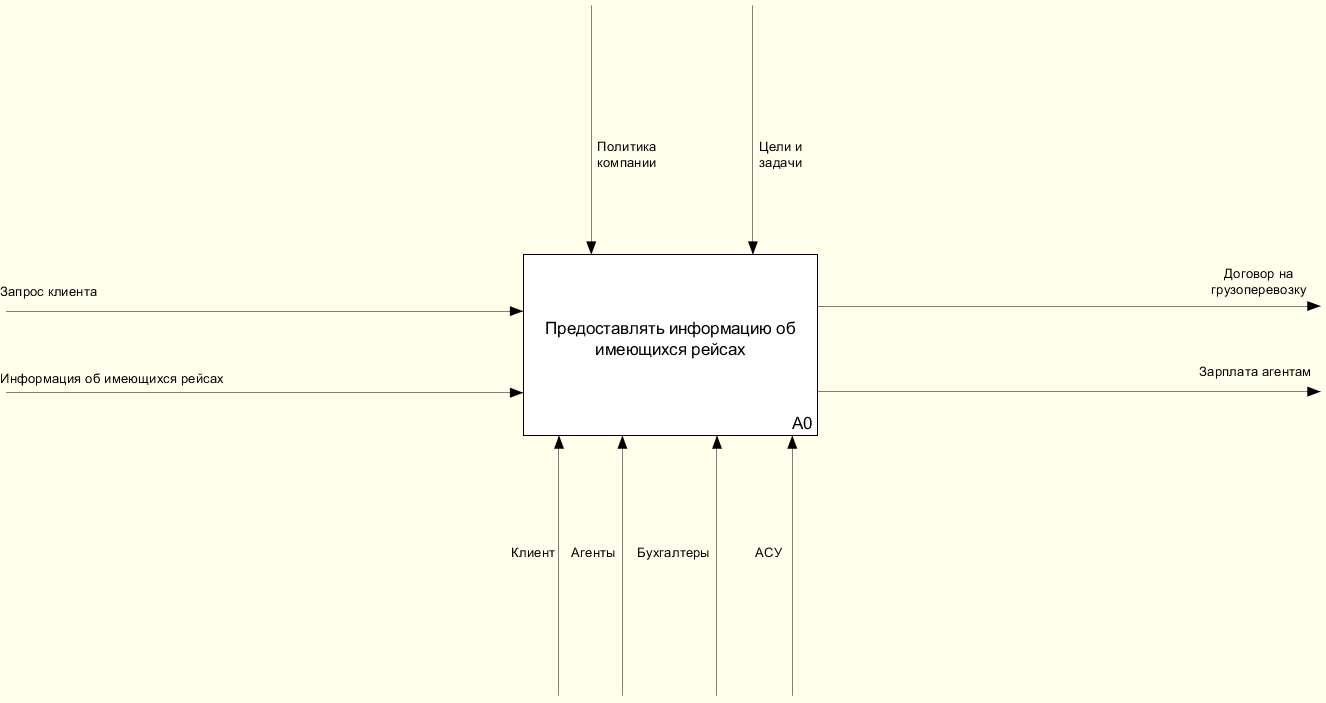 Политика
компании
Цели и
задачи
Запрос клиента
Договор на
грузоперевозку
Предоставлять информацию об
имеющихся рейсах
Информация об имеющихся рейсах
Зарплата агентам
A0
Клиент
Агенты
Бухгалтеры
АСУ